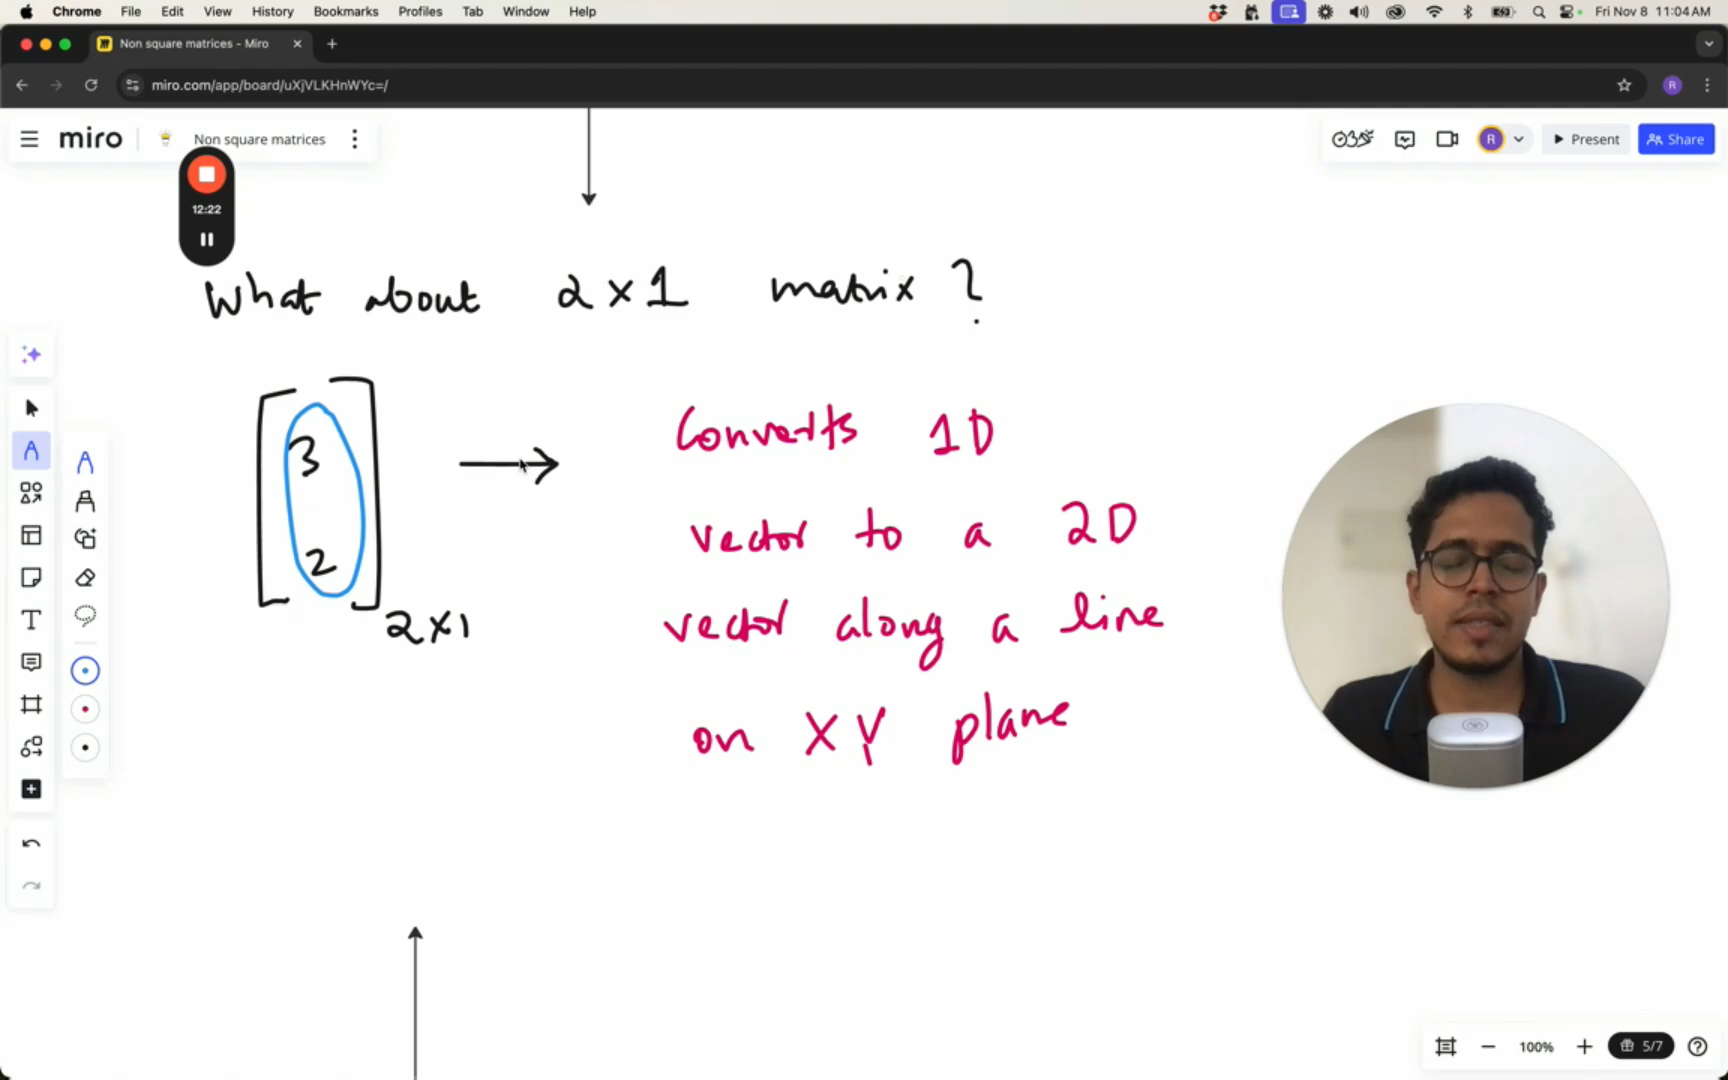 Chrome File Edit View History Bookmarks Profiles Tab Window Help Fri Nov 8 11:04 AM
Non square matrices - Miro
miro.com/app/board/uXjVLKHnWYc=/ R
miro Non square matrices R Present Share
12:22
What about 2x1 matrix ?
3
2
2x1
Converts 1D
vector to a 2D
vector along a line
on XY plane
100% 5/7